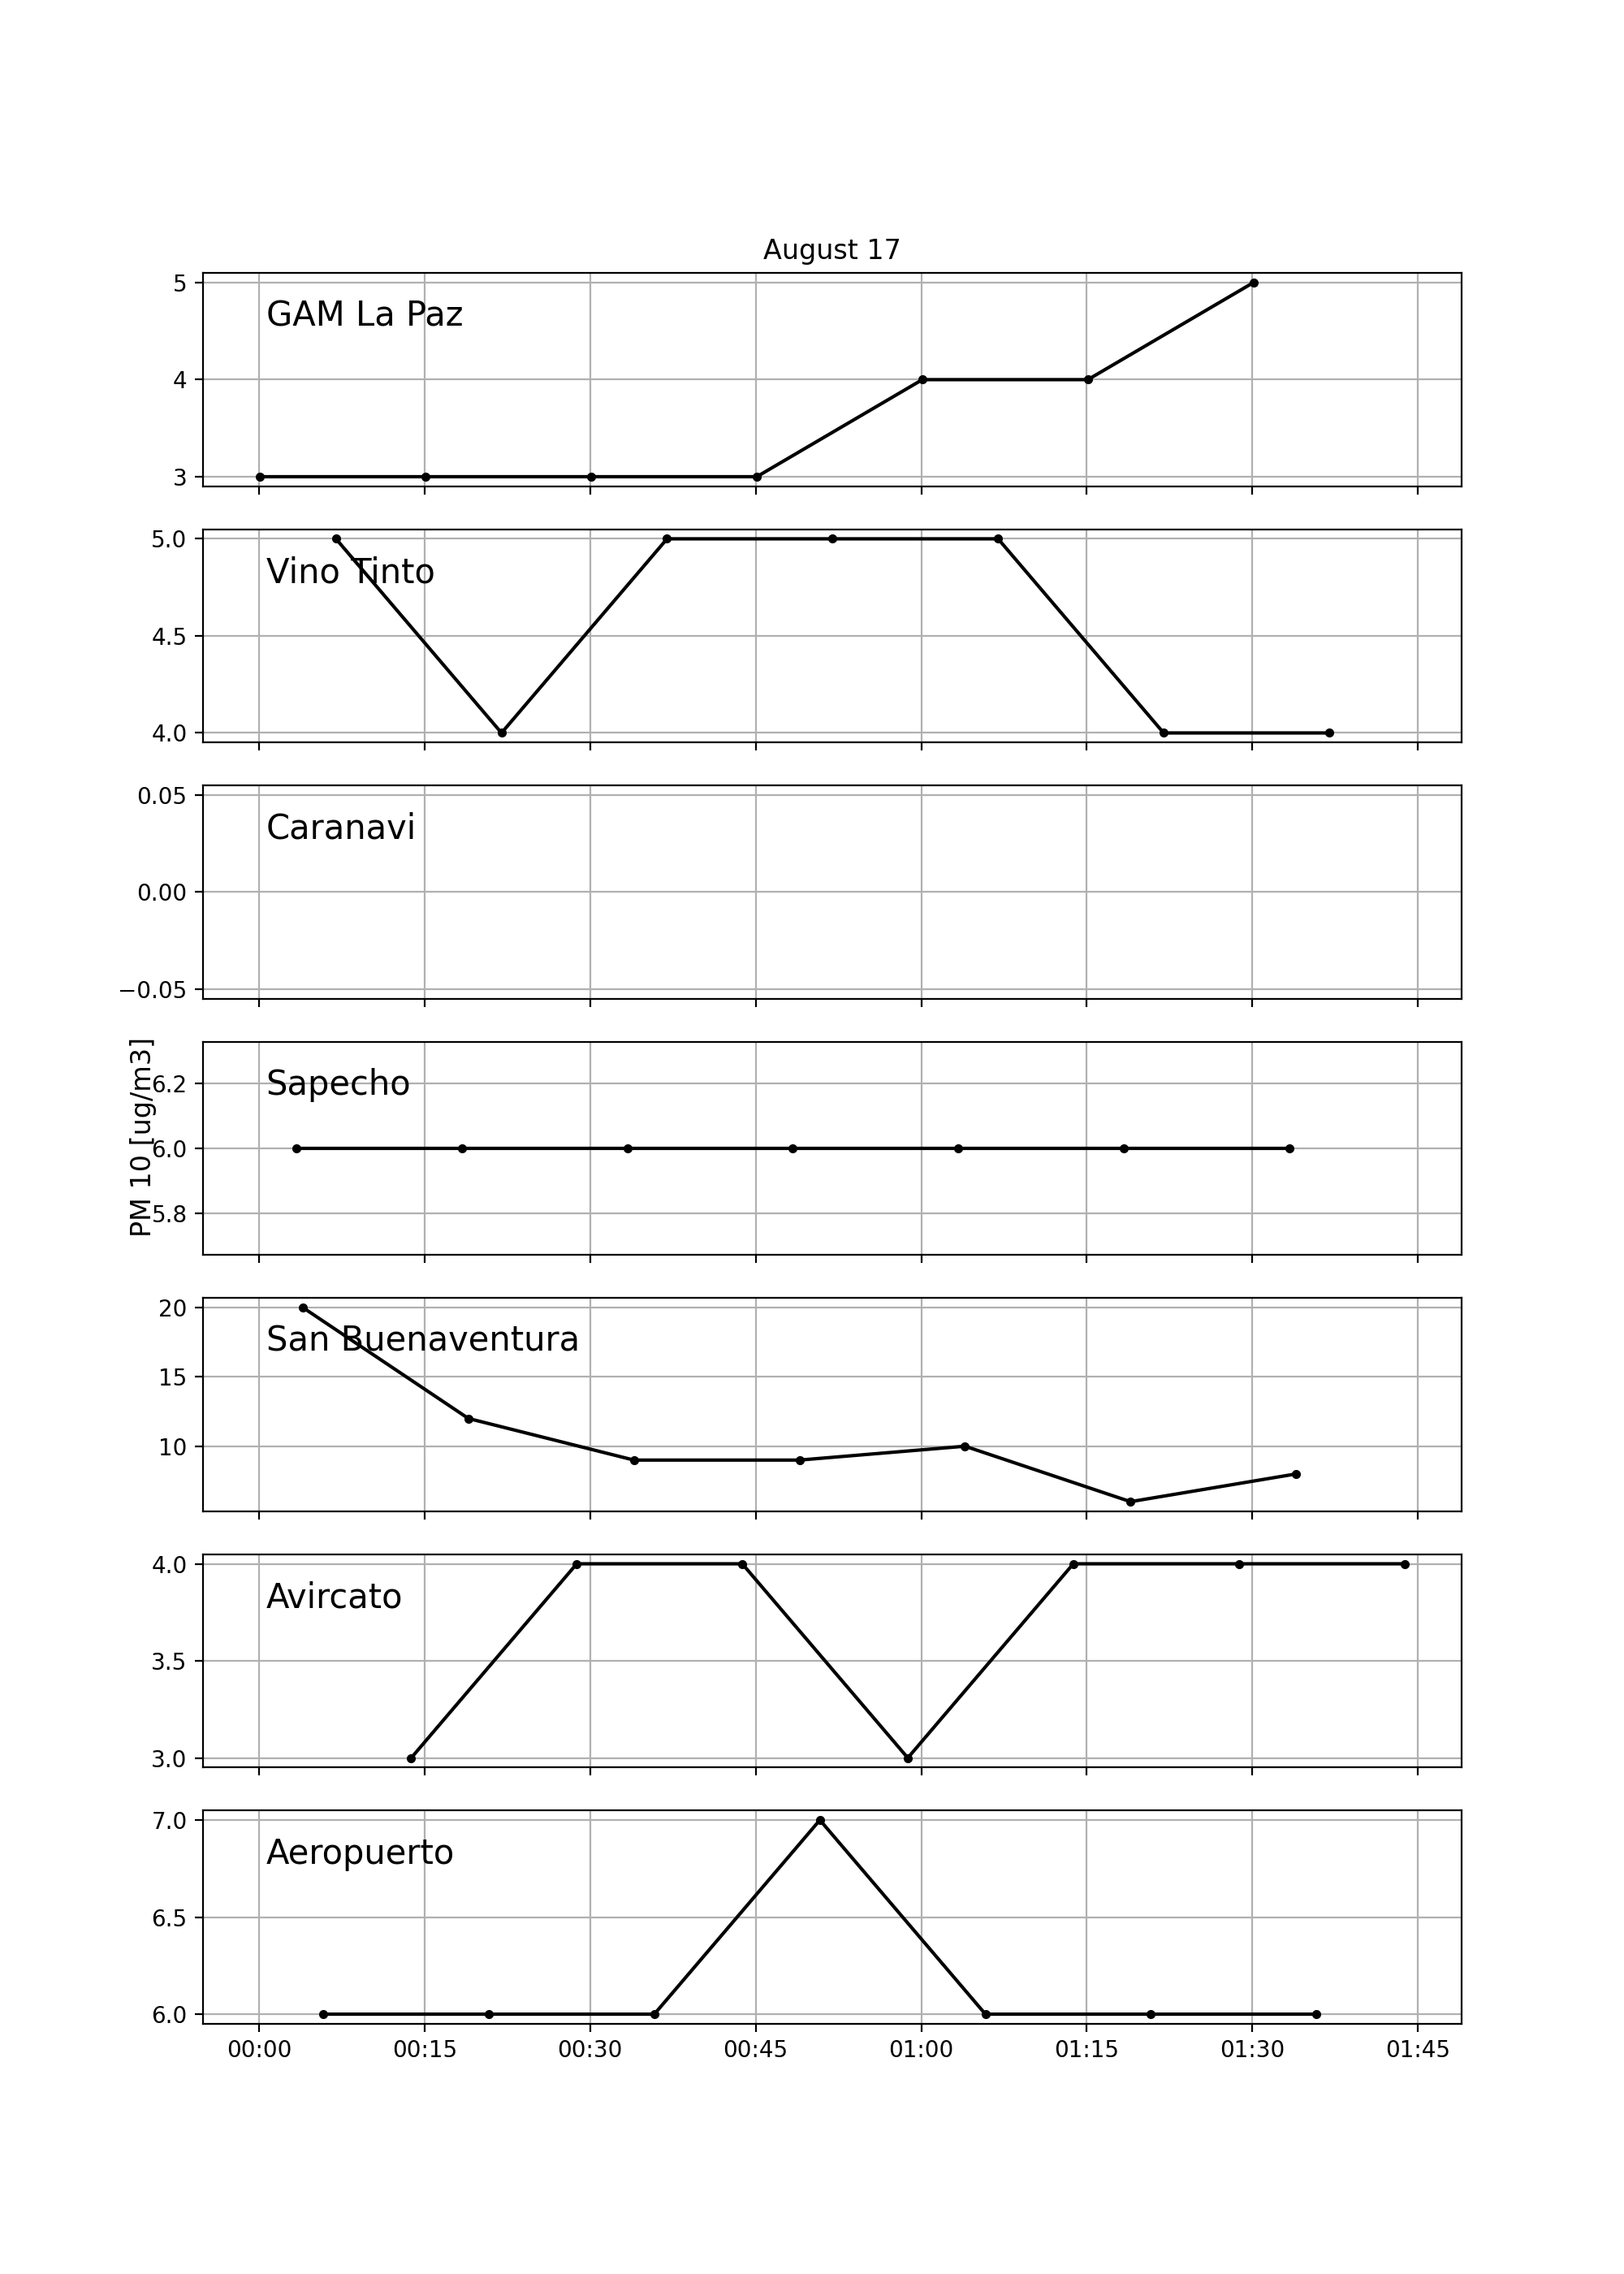 August 17
5
GAM La Paz
4
3
5.0
Vino Tinto
4.5
4.0
0.05
Caranavi
0.00
−0.05
PM 10 [ug/m3]
6.2
Sapecho
6.0
5.8
20
San Buenaventura
15
10
4.0
Avircato
3.5
3.0
7.0
Aeropuerto
6.5
6.0
00:00 00:15 00:30 00:45 01:00 01:15 01:30 01:45